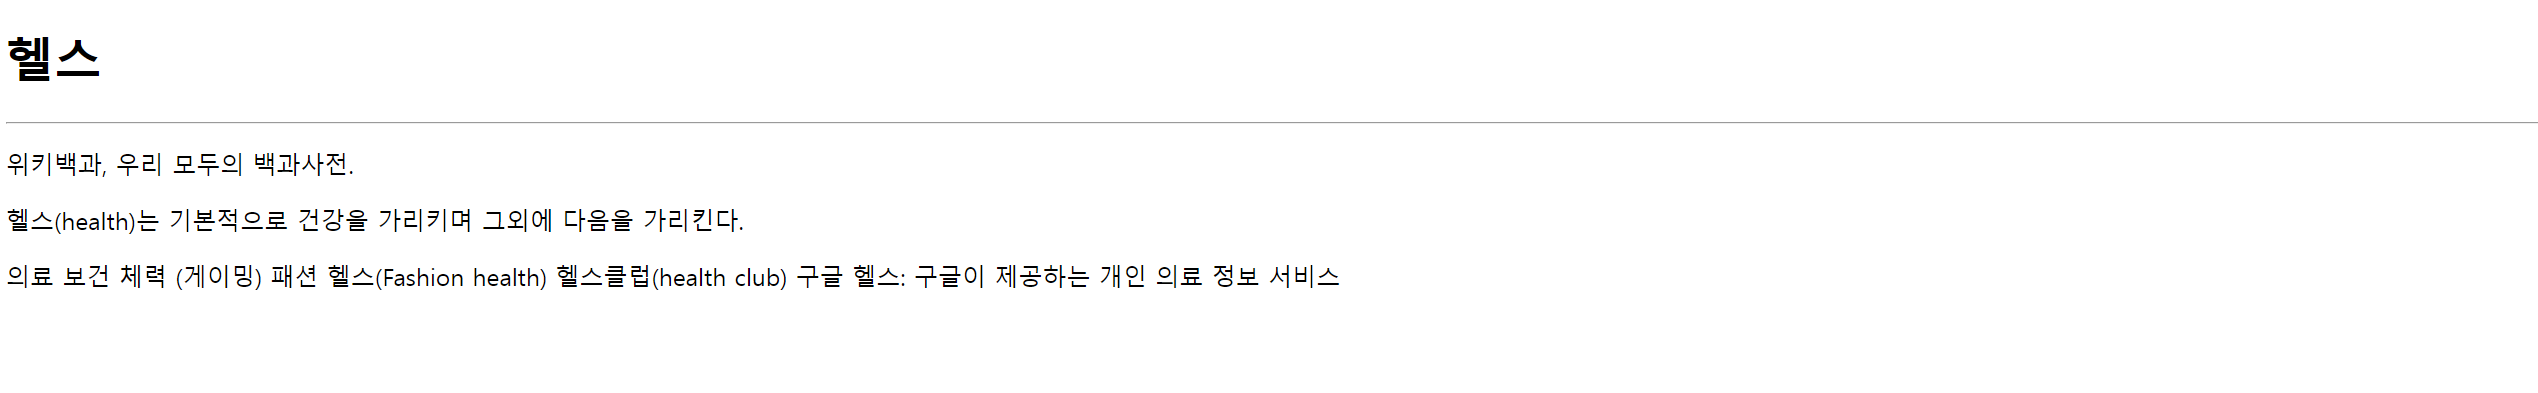 헬스
위키백과, 우리 모두의 백과사전.
헬스(health)는 기본적으로 건강을 가리키며 그외에 다음을 가리킨다.
의료 보건 체력 (게이밍) 패션 헬스(Fashion health) 헬스클럽(health club) 구글 헬스: 구글이 제공하는 개인 의료 정보 서비스